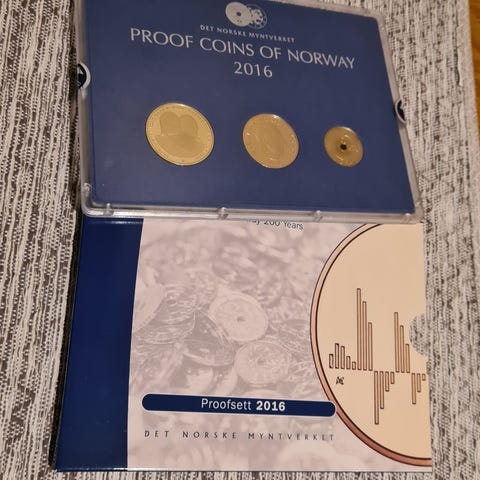 DET NORSKE MYNTVERKET
PROOF COINS OF NORWAY
2016
200 Years
Proofsett 2016
DET NORSKE MYNTVERKET